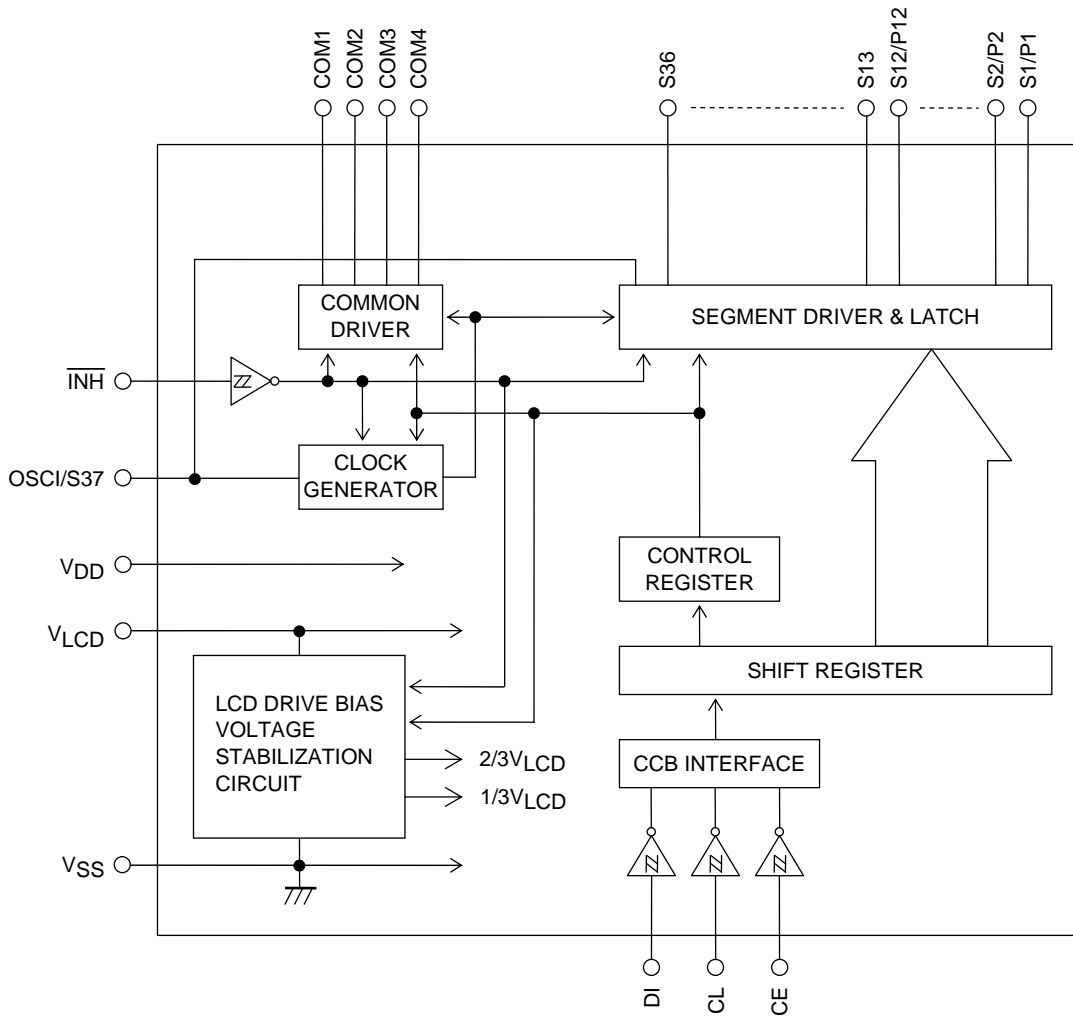 COM1
COM2
COM3
COM4
S36
S13
S12/P12
S2/P2
S1/P1
COMMON
DRIVER
SEGMENT DRIVER & LATCH
INH
OSCI/S37
CLOCK
GENERATOR
VDD
CONTROL
REGISTER
VLCD
SHIFT REGISTER
LCD DRIVE BIAS
VOLTAGE
STABILIZATION
CIRCUIT
2/3VLCD
1/3VLCD
CCB INTERFACE
VSS
DI
CL
CE